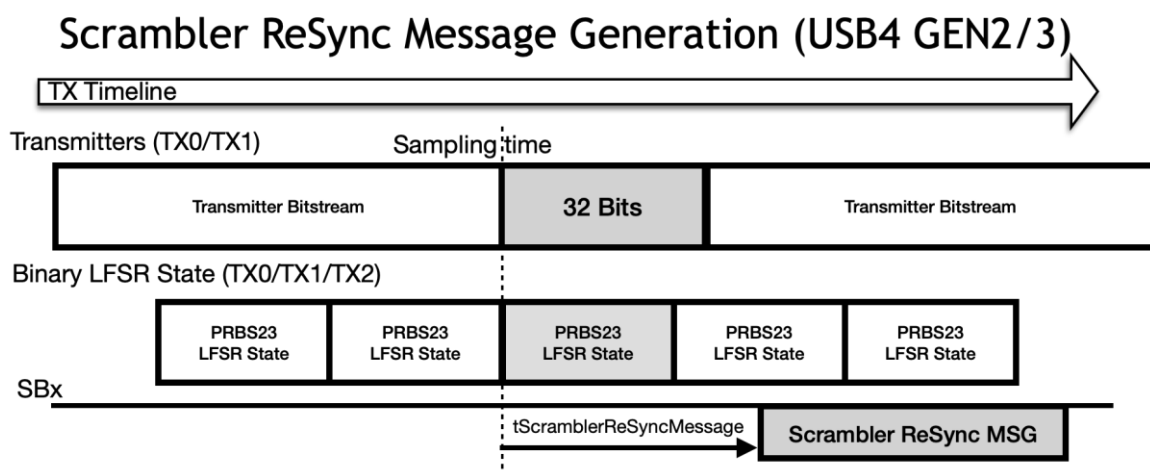 Scrambler ReSync Message Generation (USB4 GEN2/3)
TX Timeline
Transmitters (TX0/TX1)
Sampling time
Transmitter Bitstream
32 Bits
Transmitter Bitstream
Binary LFSR State (TX0/TX1/TX2)
PRBS23
LFSR State
PRBS23
LFSR State
PRBS23
LFSR State
PRBS23
LFSR State
PRBS23
LFSR State
SBx
tScramblerReSyncMessage
Scrambler ReSync MSG